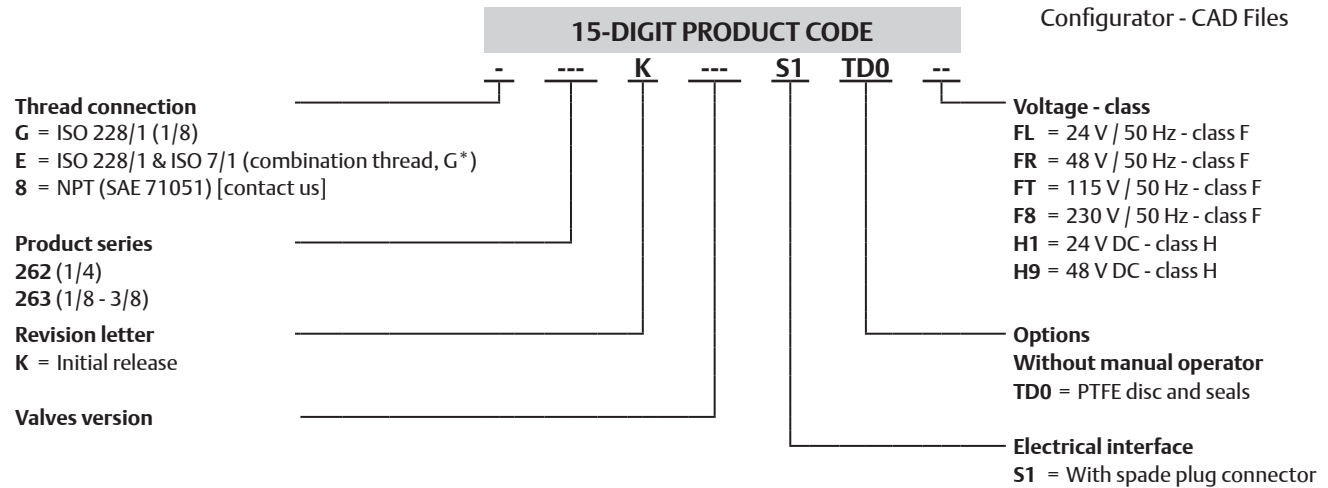 Configurator - CAD Files
15-DIGIT PRODUCT CODE
- --- K --- S1 TD0 --
Thread connection
G = ISO 228/1 (1/8)
E = ISO 228/1 & ISO 7/1 (combination thread, G*)
8 = NPT (SAE 71051) [contact us]
Product series
262 (1/4)
263 (1/8 - 3/8)
Revision letter
K = Initial release
Valves version
Voltage - class
FL = 24 V / 50 Hz - class F
FR = 48 V / 50 Hz - class F
FT = 115 V / 50 Hz - class F
F8 = 230 V / 50 Hz - class F
H1 = 24 V DC - class H
H9 = 48 V DC - class H
Options
Without manual operator
TD0 = PTFE disc and seals
Electrical interface
S1 = With spade plug connector